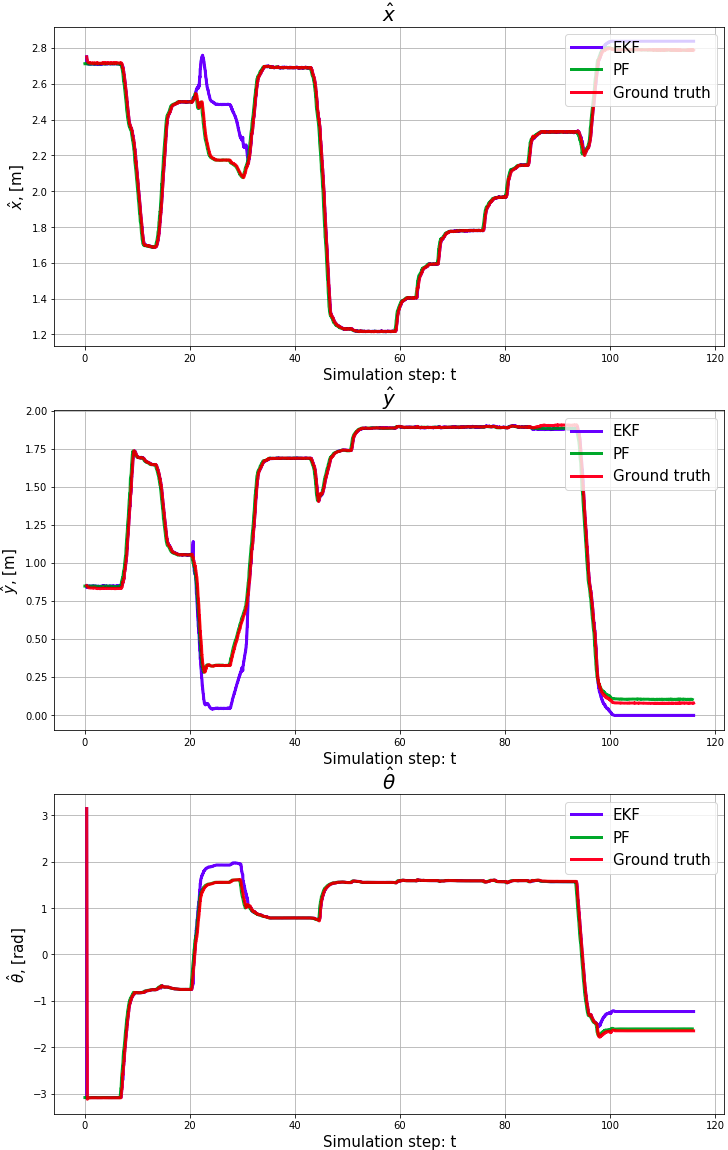 x̂
2.8
2.6
2.4
2.2
2.0
1.8
1.6
1.4
1.2
x̂, [m]
EKF
PF
Ground truth
0 20 40 60 80 100 120
Simulation step: t
ŷ
2.00
1.75
1.50
1.25
1.00
0.75
0.50
0.25
0.00
ŷ, [m]
EKF
PF
Ground truth
0 20 40 60 80 100 120
Simulation step: t
θ̂
3
2
1
0
−1
−2
−3
θ̂, [rad]
EKF
PF
Ground truth
0 20 40 60 80 100 120
Simulation step: t